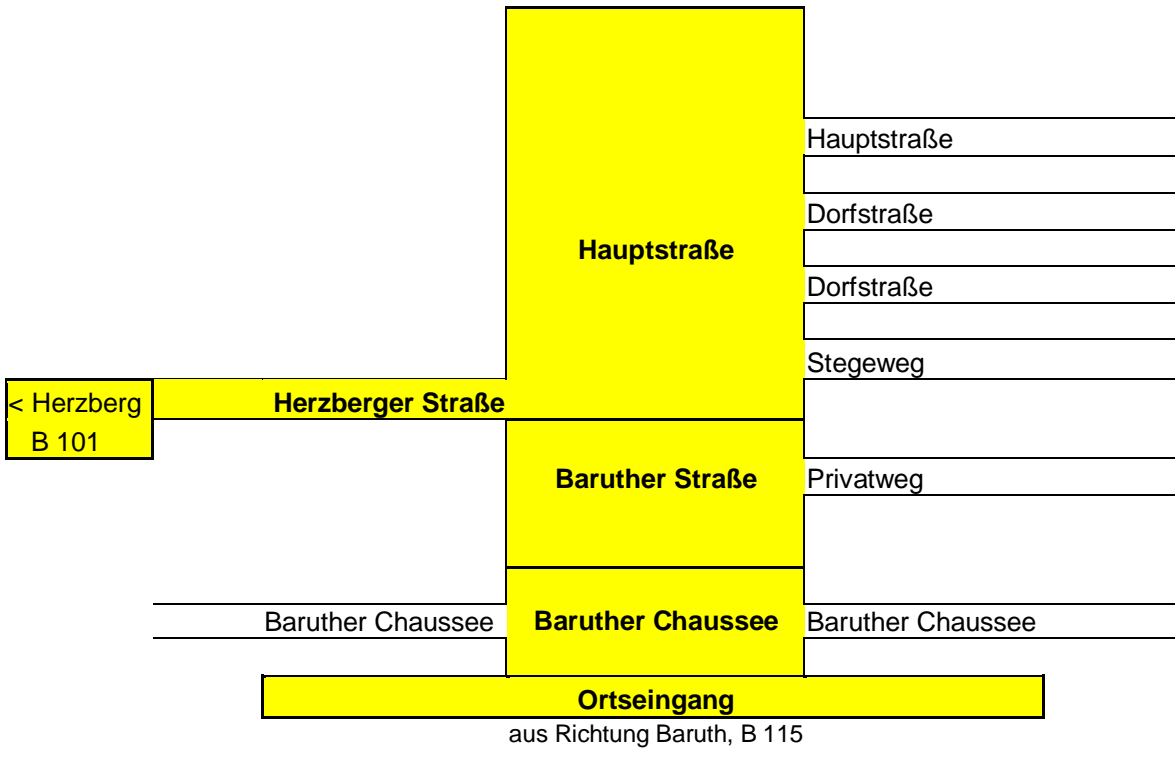 Hauptstraße
Dorfstraße
Hauptstraße
Dorfstraße
Stegeweg
< Herzberg
B 101
Herzberger Straße
Baruther Straße
Privatweg
Baruther Chaussee
Baruther Chaussee
Baruther Chaussee
Ortseingang
aus Richtung Baruth, B 115